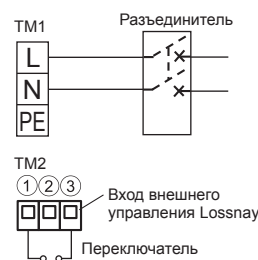 TM1
Разъединитель
L
N
PE
TM2
1 2 3
Вход внешнего
управления Lossnay
Переключатель